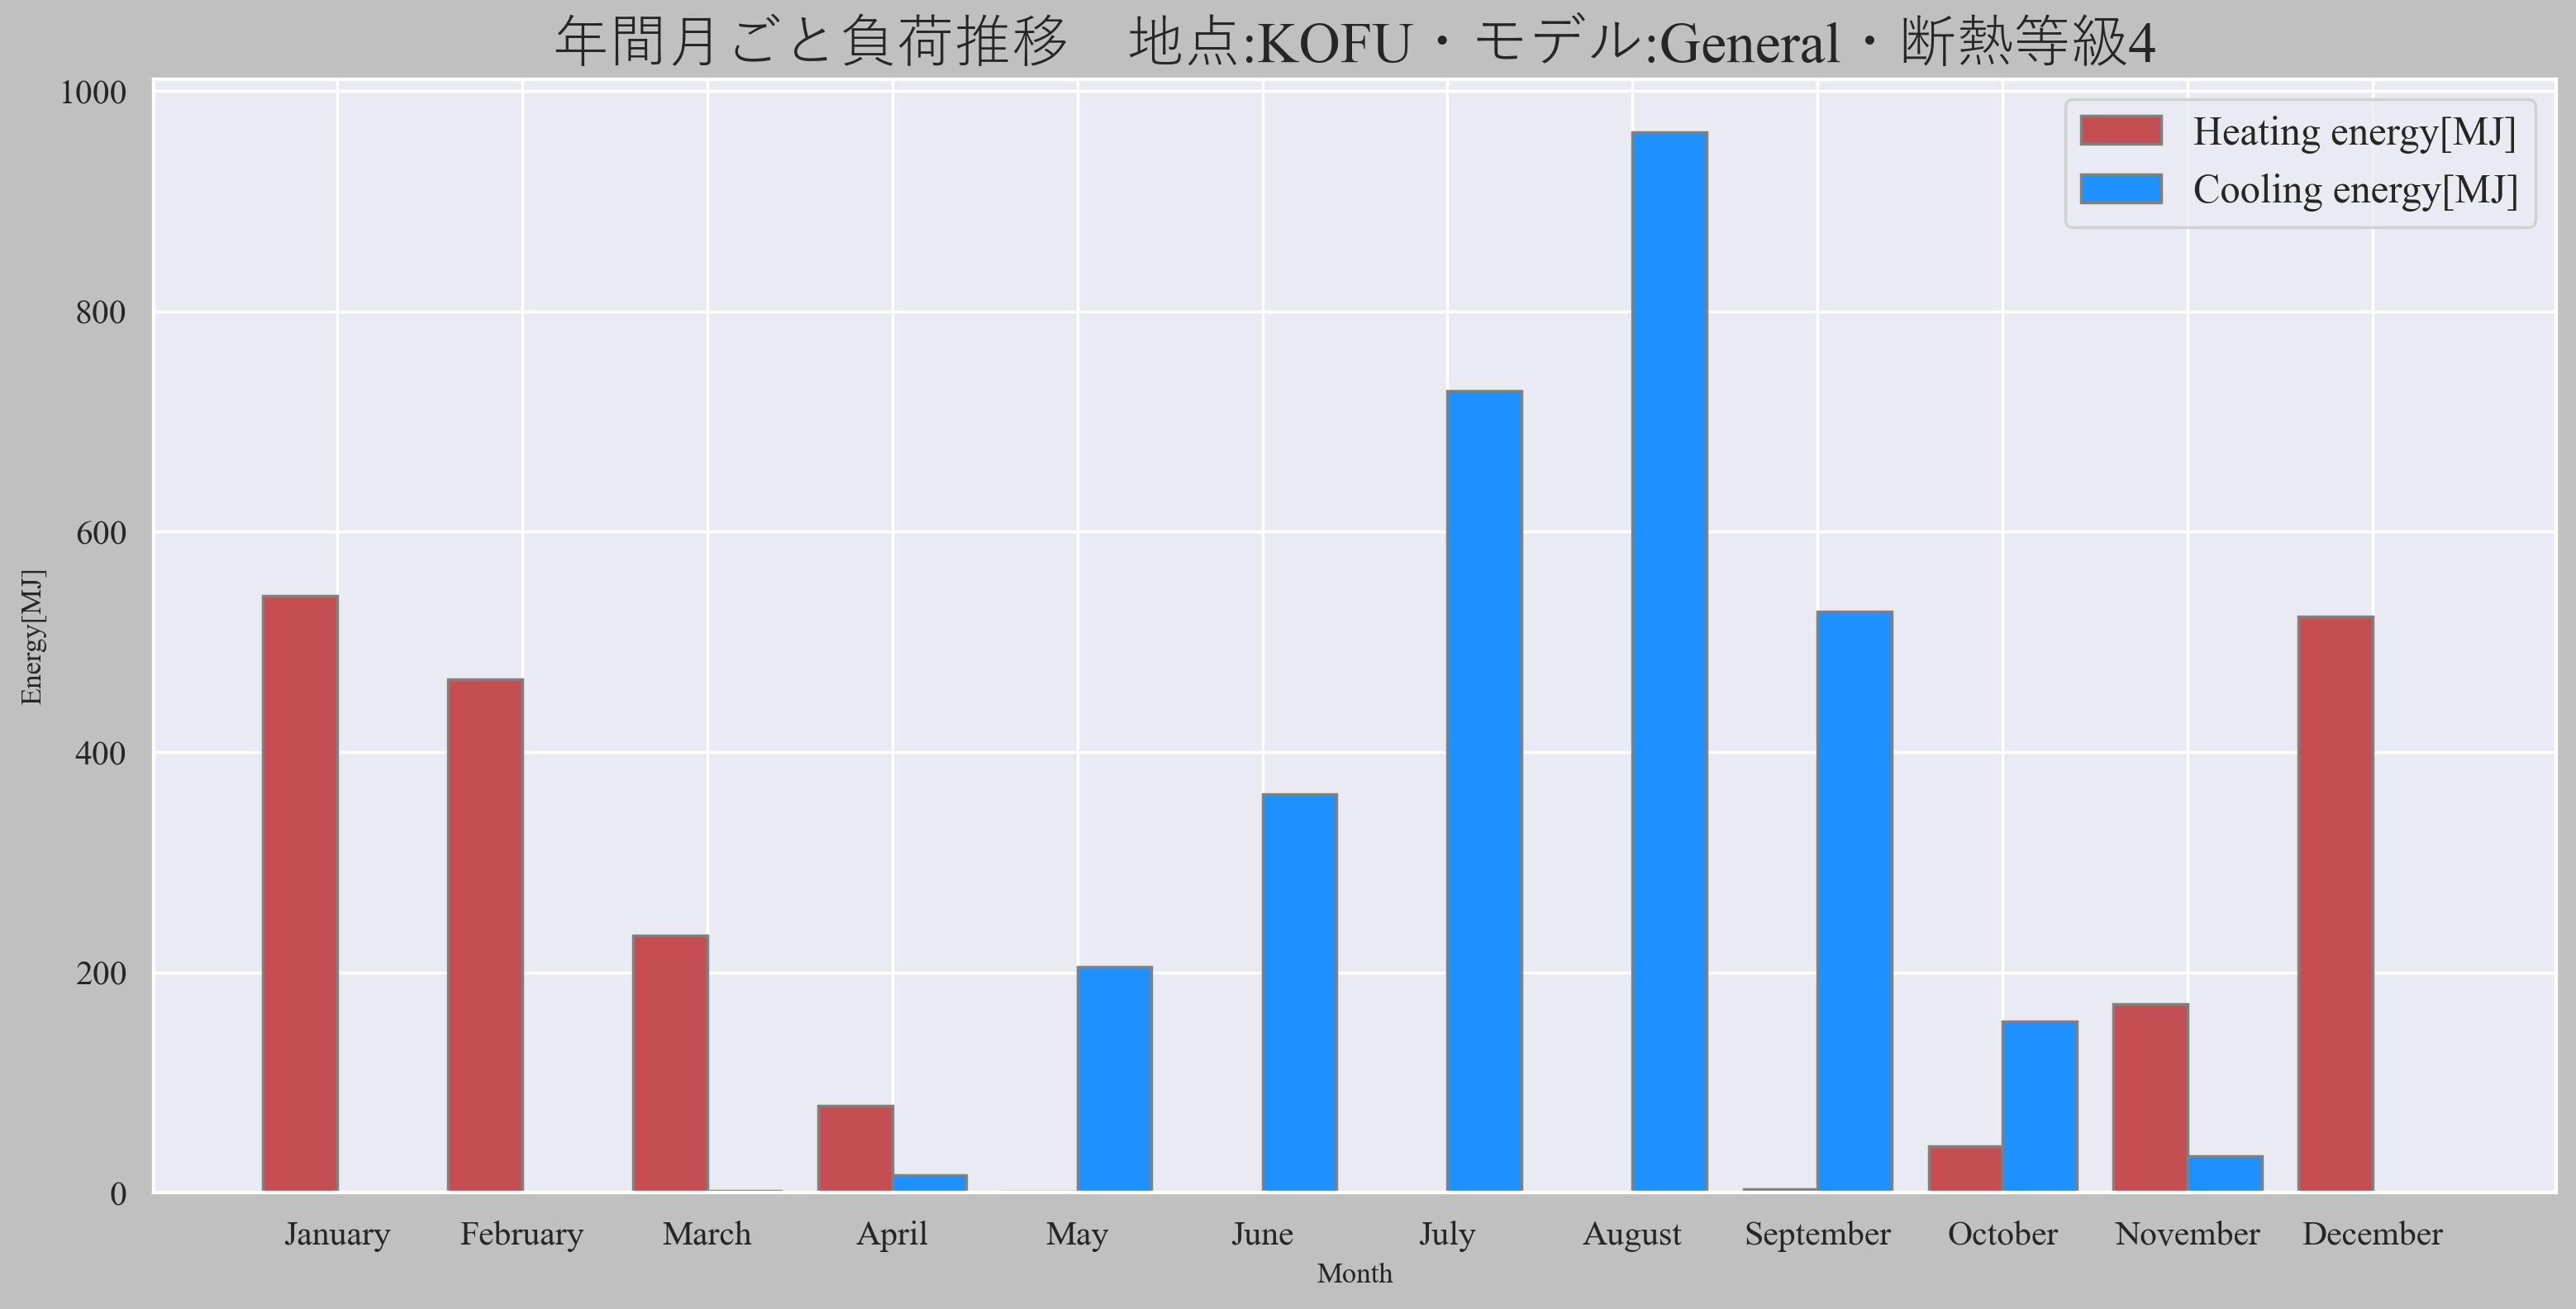 年間月ごと負荷推移　地点:KOFU・モデル:General・断熱等級4
Heating energy[MJ]
Cooling energy[MJ]
Energy[MJ]
1000
800
600
400
200
0
January February March April May June July August September October November December
Month